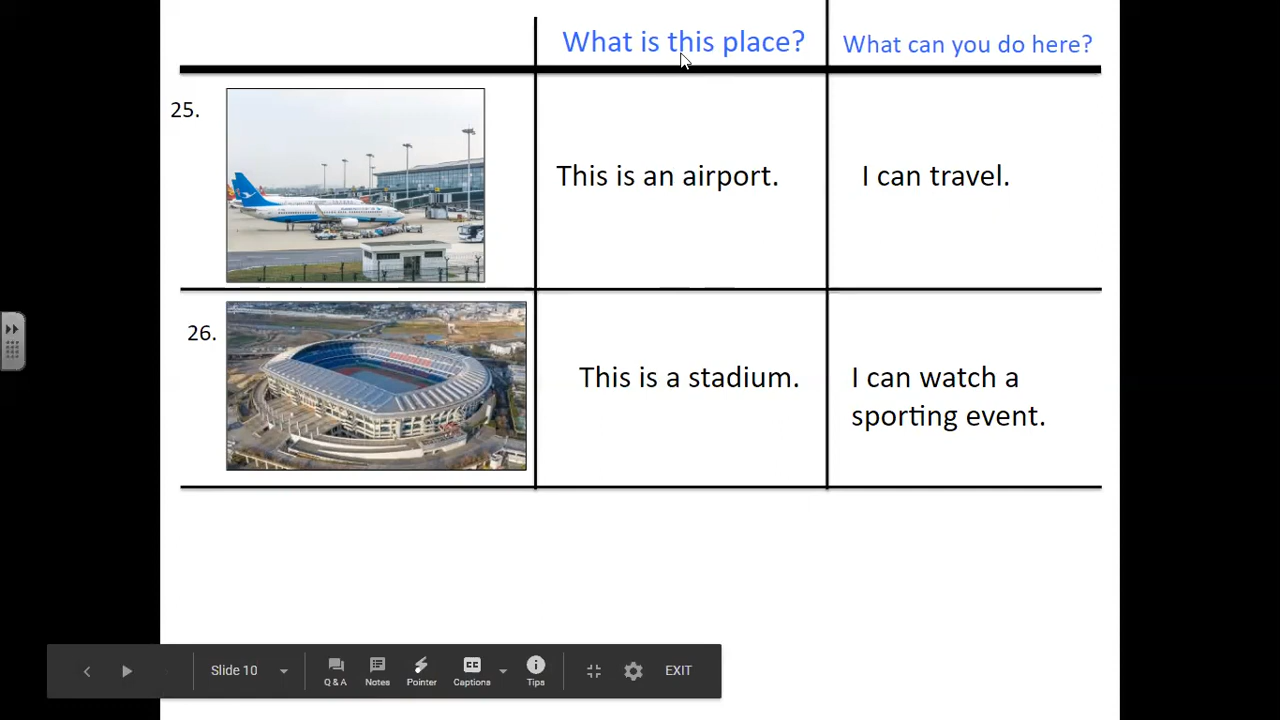 What is this place?
What can you do here?
25.
This is an airport.
I can travel.
26.
This is a stadium.
I can watch a
sporting event.
Slide 10
Q & A
Notes
Pointer
CC
Captions
Tips
EXIT